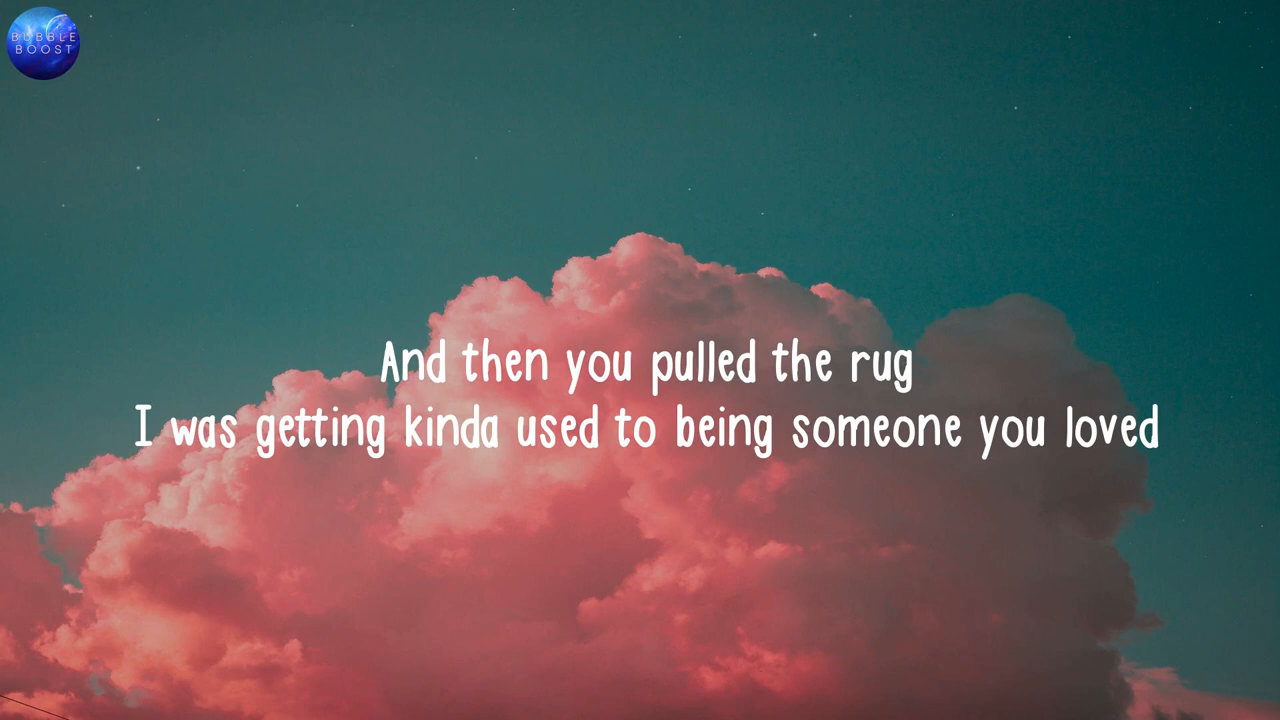 BUBBLE
BOOST
And then you pulled the rug
I was getting kinda used to being someone you loved